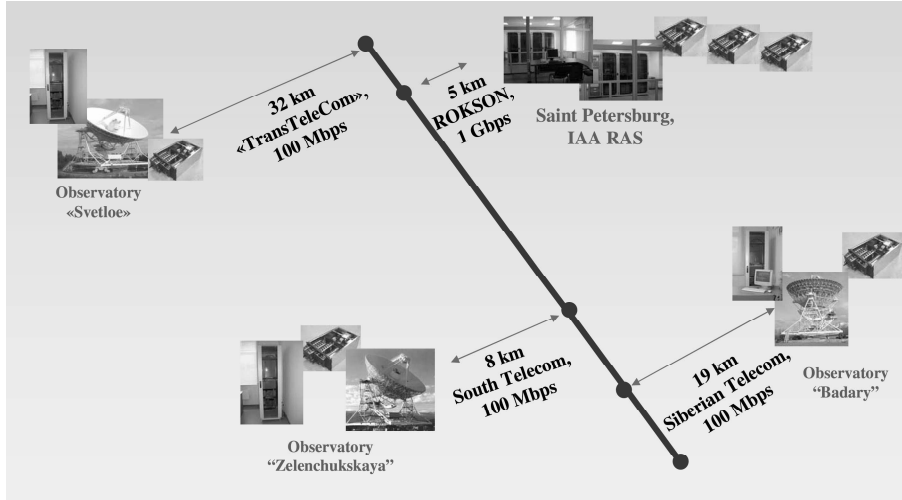 32 km
«TransTeleCom»,
100 Mbps
5 km
ROKSON,
1 Gbps
Saint Petersburg,
IAA RAS
Observatory
«Svetloe»
8 km
South Telecom,
100 Mbps
19 km
Siberian Telecom,
100 Mbps
Observatory
“Badary”
Observatory
“Zelenchukskaya”